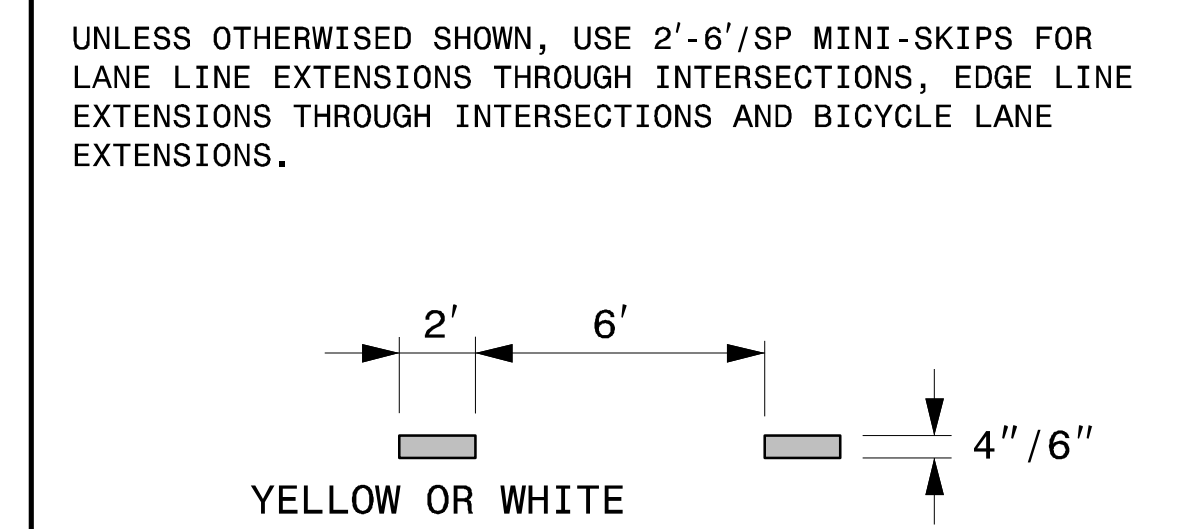 UNLESS OTHERWISED SHOWN, USE 2'-6'/SP MINI-SKIPS FOR
LANE LINE EXTENSIONS THROUGH INTERSECTIONS, EDGE LINE
EXTENSIONS THROUGH INTERSECTIONS AND BICYCLE LANE
EXTENSIONS.
2' 6'
4"/6"
YELLOW OR WHITE